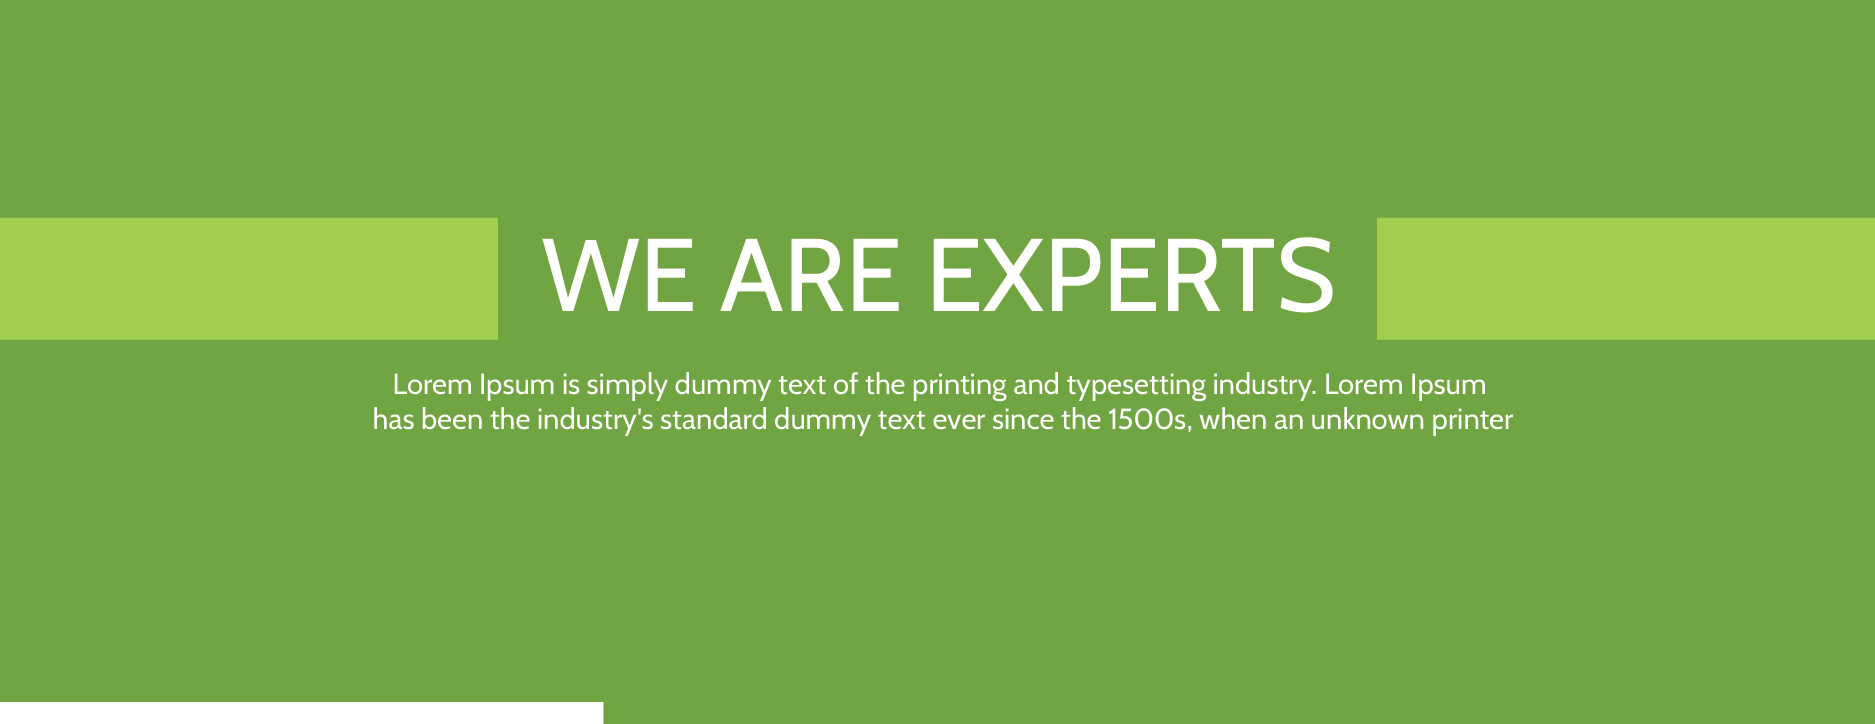 WE ARE EXPERTS
Lorem Ipsum is simply dummy text of the printing and typesetting industry. Lorem Ipsum
has been the industry's standard dummy text ever since the 1500s, when an unknown printer